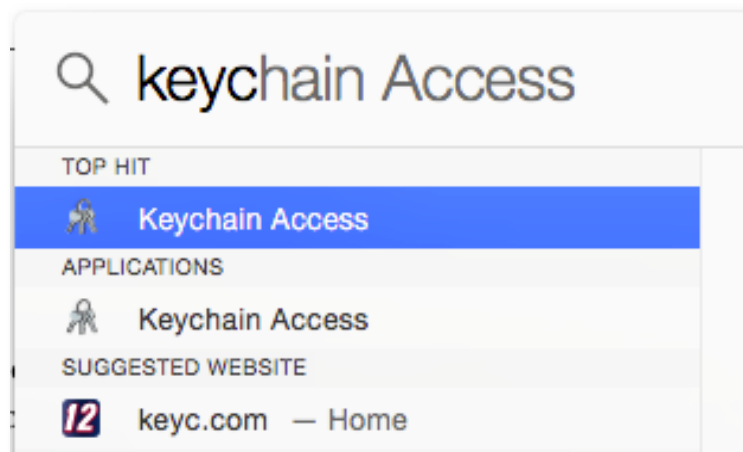 keychain Access
TOP HIT
Keychain Access
APPLICATIONS
Keychain Access
SUGGESTED WEBSITE
12 keyc.com — Home